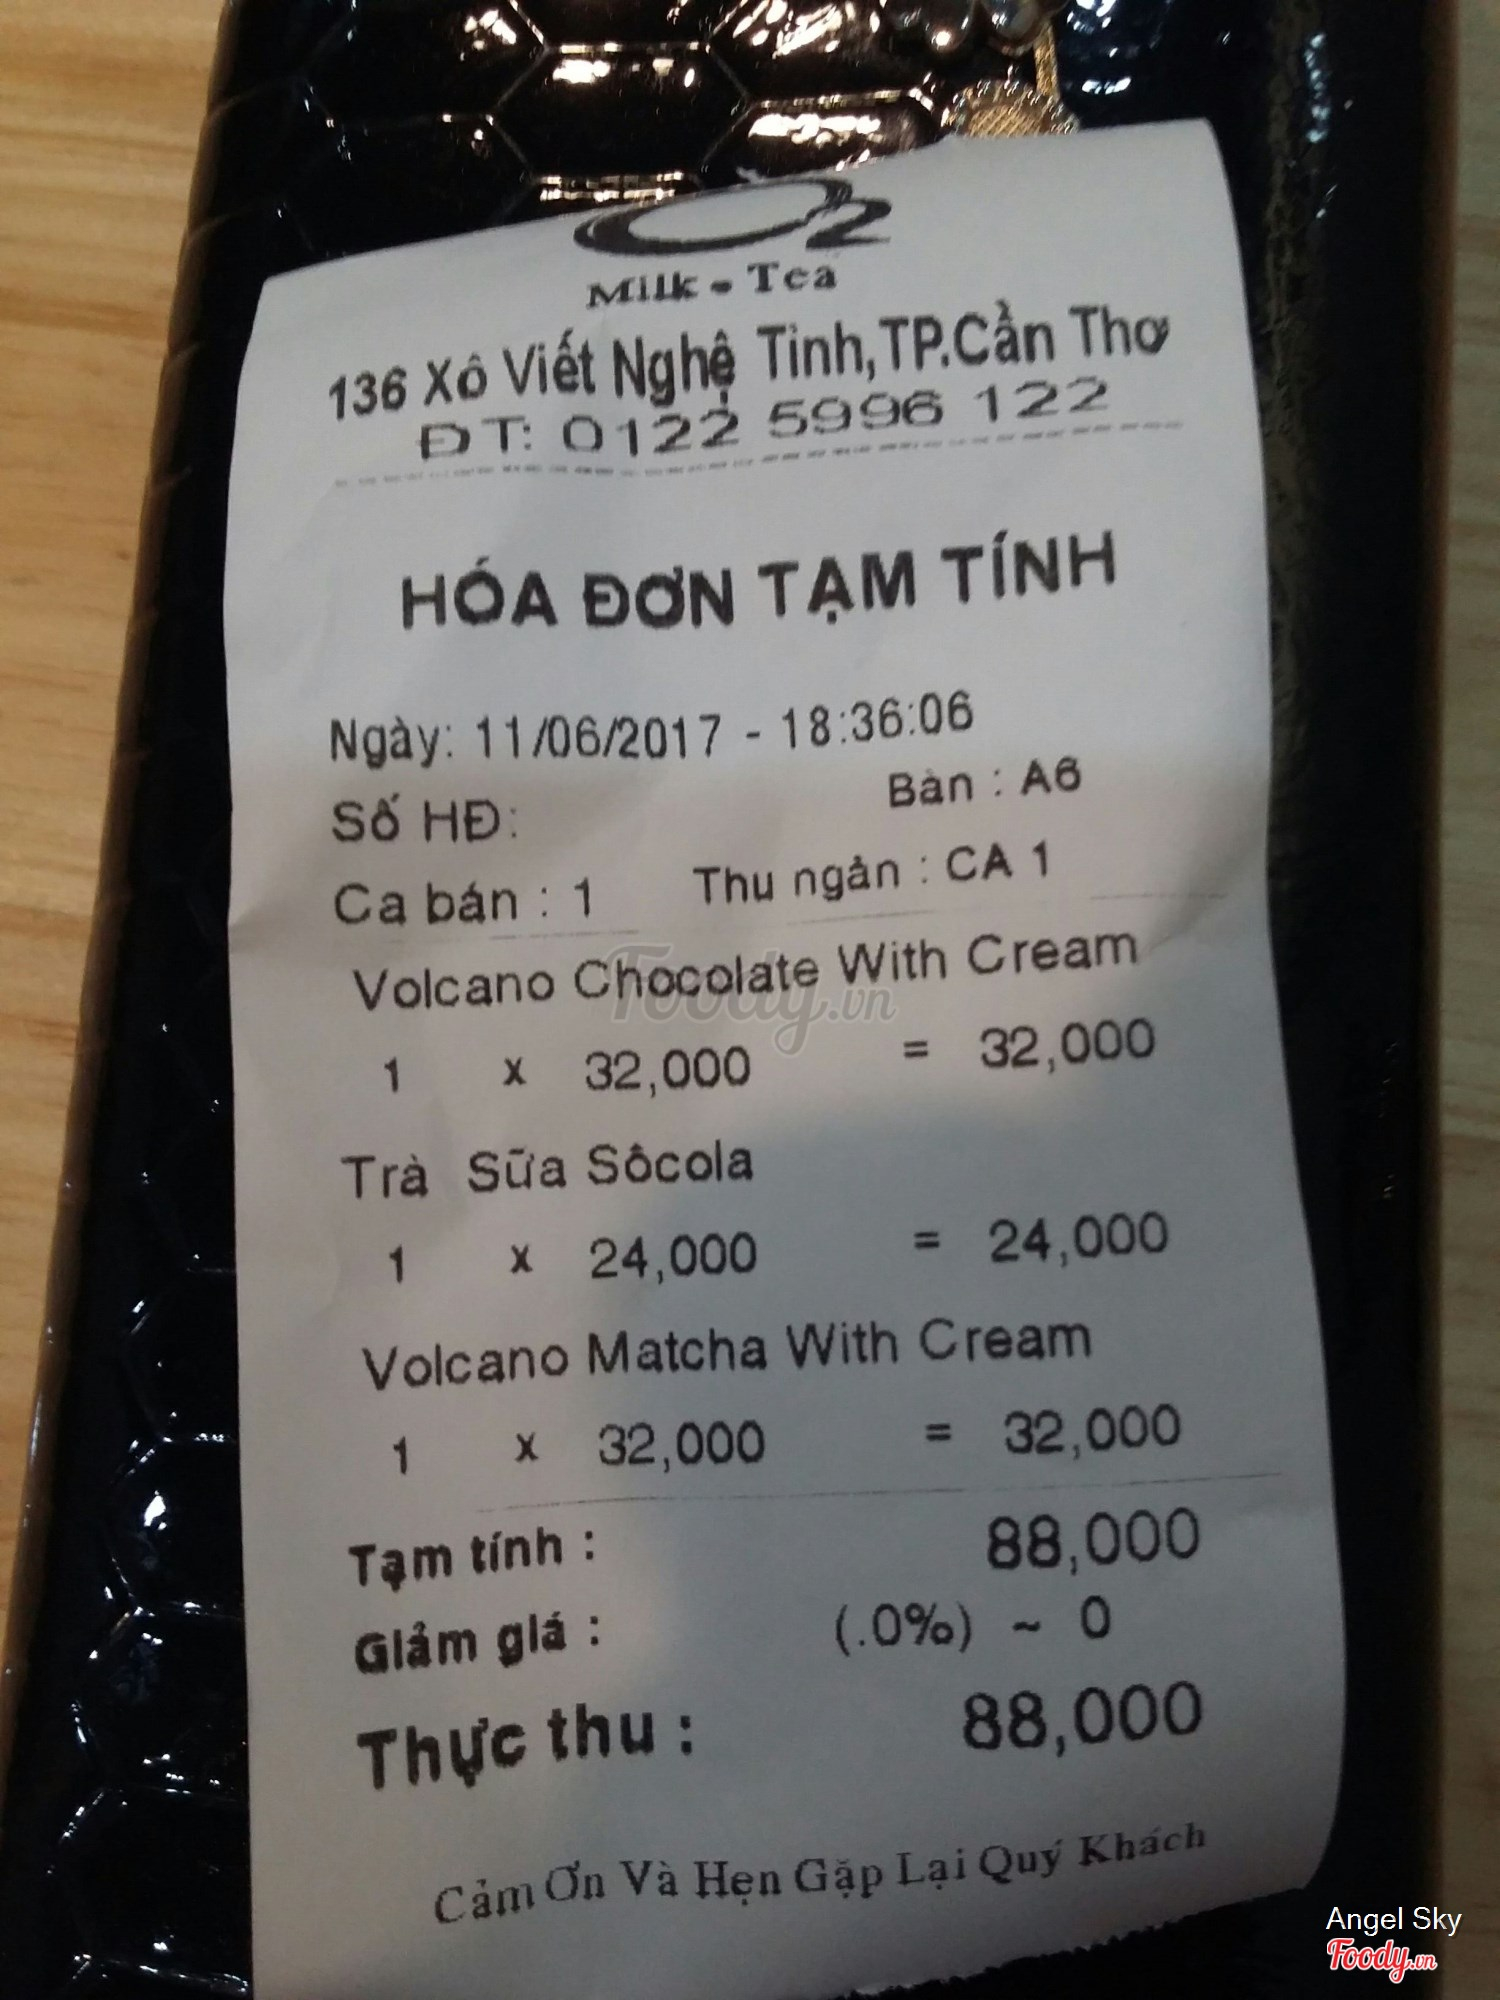 O2
Milk - Tea
136 Xô Viết Nghệ Tĩnh,TP.Cần Thơ
ĐT: 0122 5996 122
HÓA ĐƠN TẠM TÍNH
Ngày: 11/06/2017 - 18:36:06
Số HĐ: Bàn : A6
Ca bán : 1 Thu ngân : CA 1
Volcano Chocolate With Cream
1 x 32,000 = 32,000
Trà Sữa Sôcola
1 x 24,000 = 24,000
Volcano Matcha With Cream
1 x 32,000 = 32,000
Tạm tính : 88,000
Giảm giá : (.0%) ~ 0
Thực thu : 88,000
Cảm Ơn Và Hẹn Gặp Lại Quý Khách
Foody.vn
Angel Sky
Foody.vn